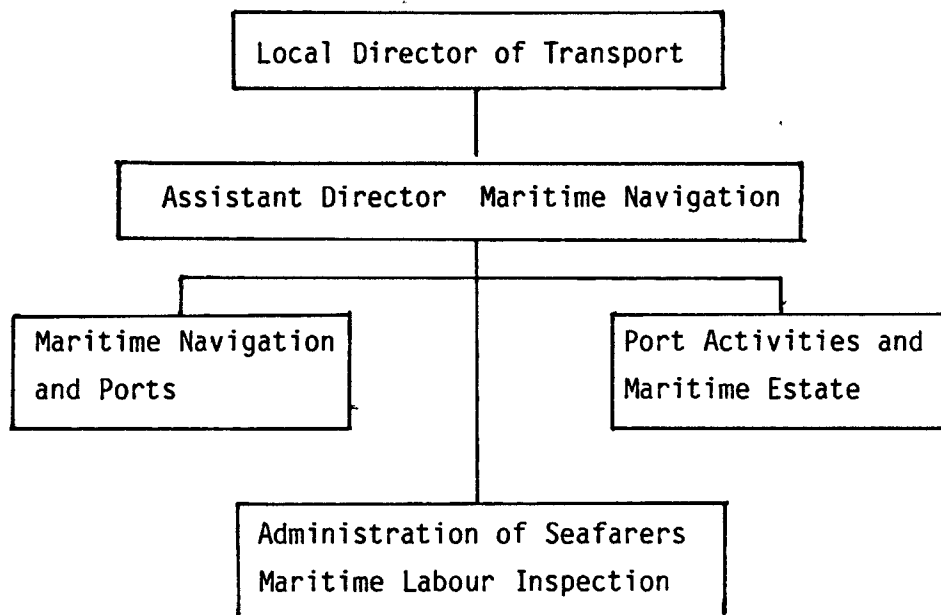 Local Director of Transport
Assistant Director Maritime Navigation
Maritime Navigation
and Ports
Port Activities and
Maritime Estate
Administration of Seafarers
Maritime Labour Inspection